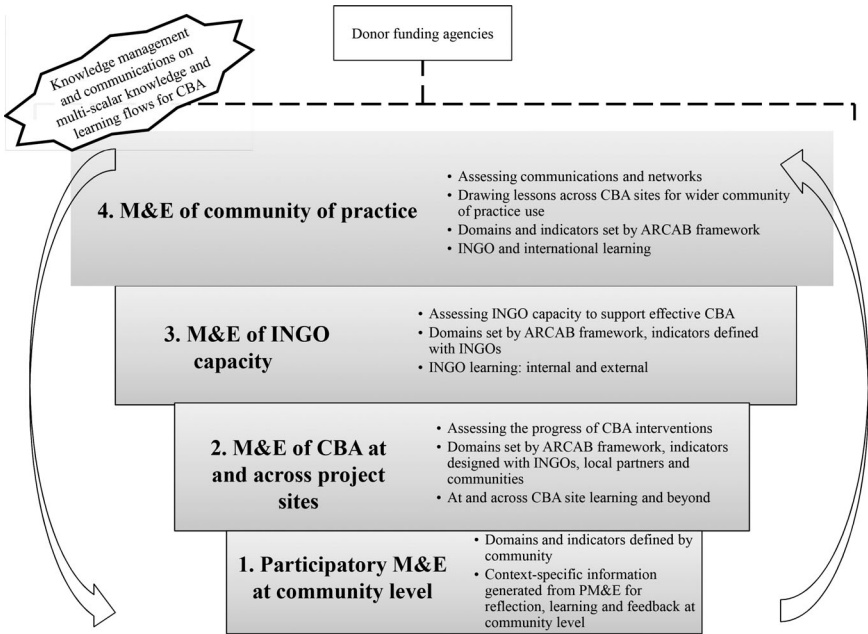 Donor funding agencies
Knowledge management
and communications on
multi-scalar knowledge and
learning flows for CBA
4. M&E of community of practice
• Assessing communications and networks
• Drawing lessons across CBA sites for wider community
of practice use
• Domains and indicators set by ARCAB framework
• INGO and international learning
3. M&E of INGO
capacity
• Assessing INGO capacity to support effective CBA
• Domains set by ARCAB framework, indicators defined
with INGOs
• INGO learning: internal and external
2. M&E of CBA at
and across project
sites
• Assessing the progress of CBA interventions
• Domains set by ARCAB framework, indicators
designed with INGOs, local partners and
communities
• At and across CBA site learning and beyond
1. Participatory M&E
at community level
• Domains and indicators defined by
community
• Context-specific information
generated from PM&E for
reflection, learning and feedback at
community level